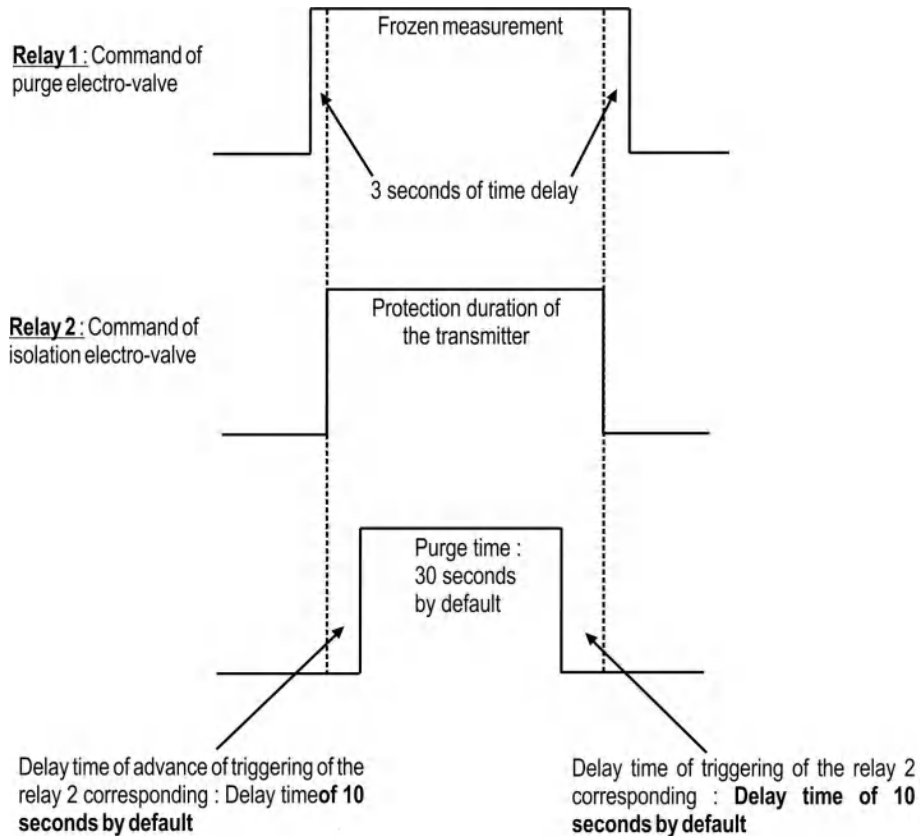 Frozen measurement
Relay 1 : Command of
purge electro-valve
3 seconds of time delay
Protection duration of
the transmitter
Relay 2 : Command of
isolation electro-valve
Purge time :
30 seconds
by default
Delay time of advance of triggering of the
relay 2 corresponding : Delay timeof 10
seconds by default
Delay time of triggering of the relay 2
corresponding : Delay time of 10
seconds by default